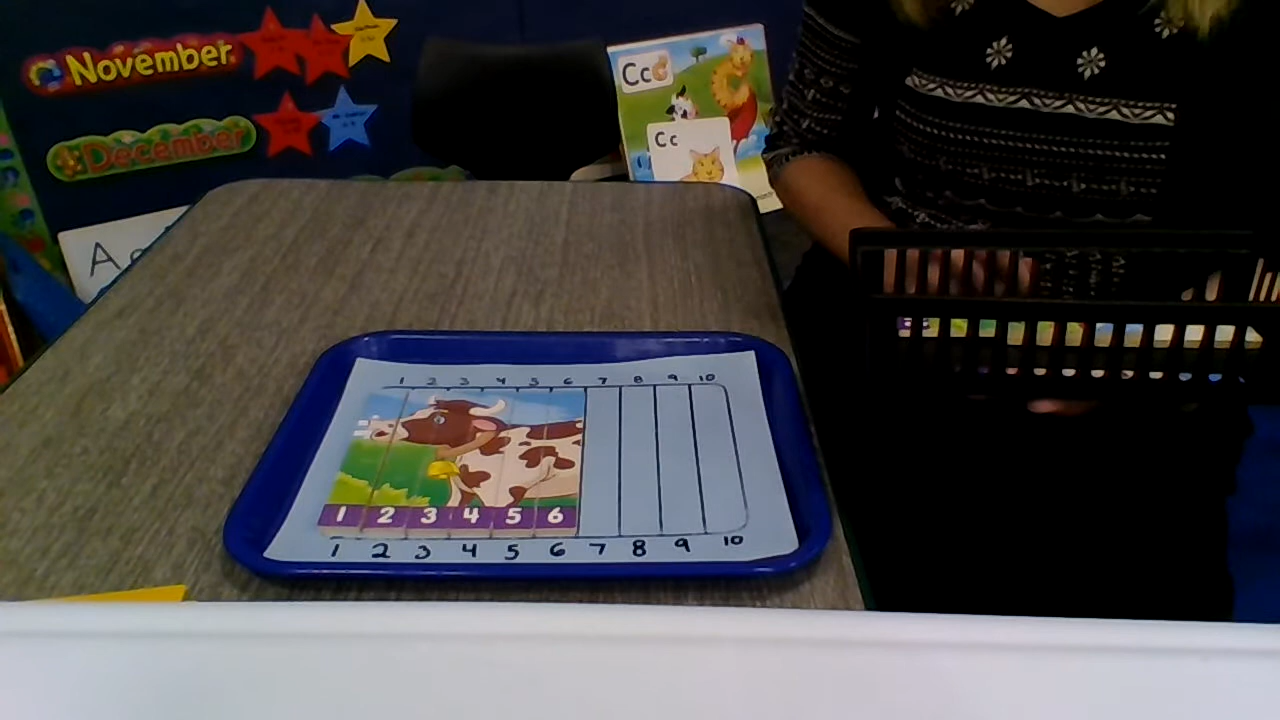 November
December
Cc
Cc
A
1 2 3 4 5 6 7 8 9 10
1 2 3 4 5 6
1 2 3 4 5 6 7 8 9 10